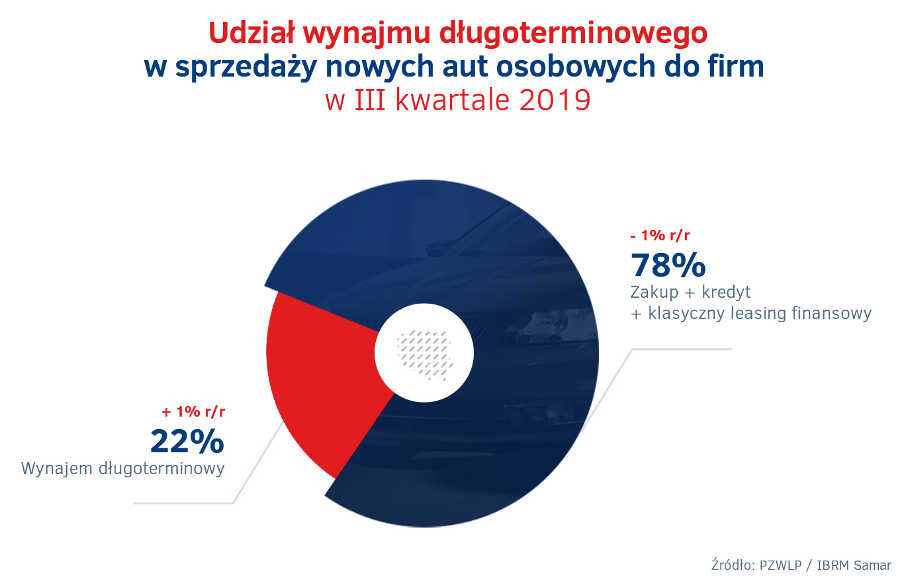 Udział wynajmu długoterminowego
w sprzedaży nowych aut osobowych do firm
w III kwartale 2019
- 1% r/r
78%
Zakup + kredyt
+ klasyczny leasing finansowy
+ 1% r/r
22%
Wynajem długoterminowy
Źródło: PZWLP / IBRM Samar